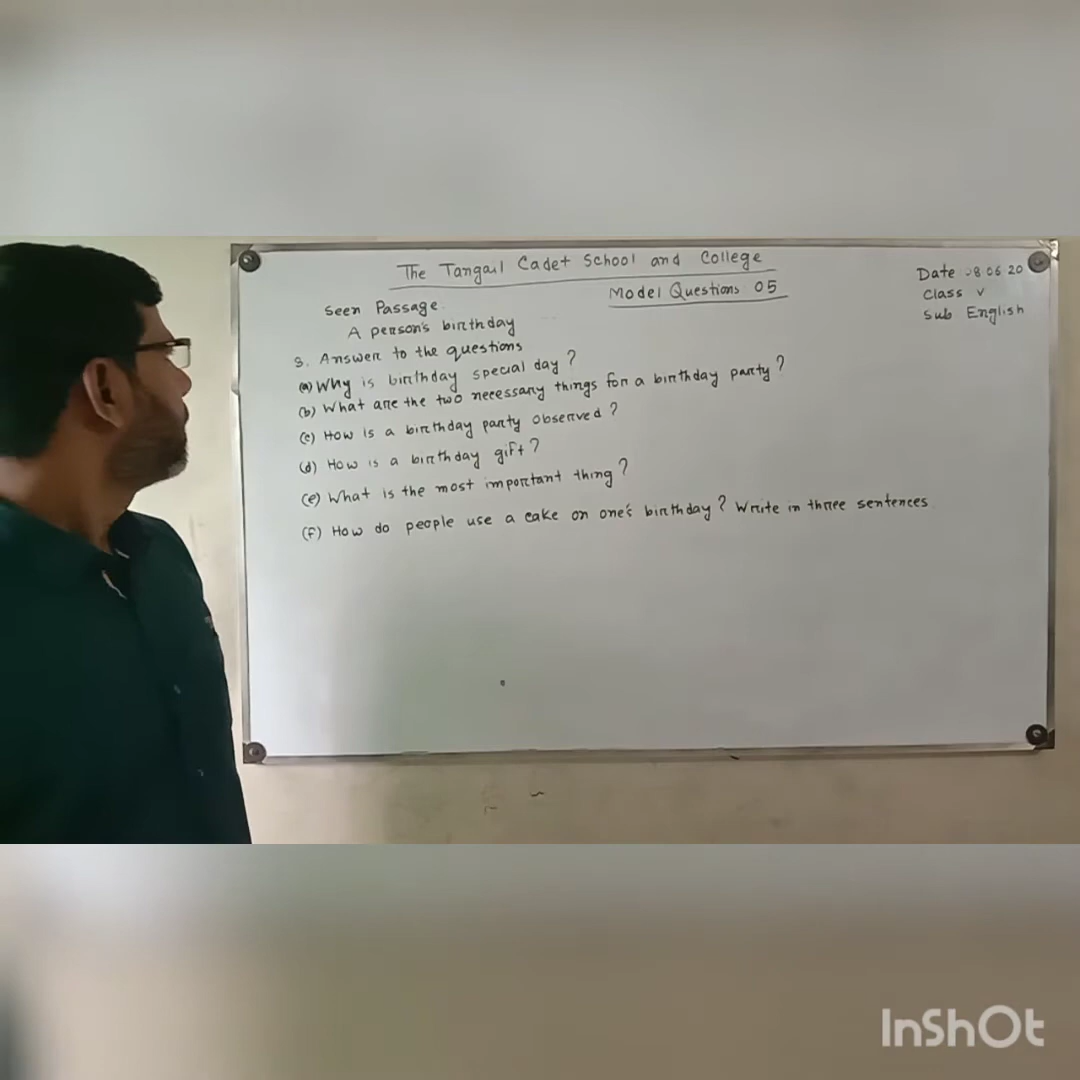 The Tangail Cadet School and College
Model Questions 05
Date :8 06 20
Class V
Sub English
Seen Passage.
A person's birthday
3. Answer to the questions
(a) Why is birthday special day?
(b) What are the two necessary things for a birthday party?
(c) How is a birthday party observed?
(d) How is a birthday gift?
(e) What is the most important thing?
(f) How do people use a cake on one's birthday? Write in three sentences
InShOt